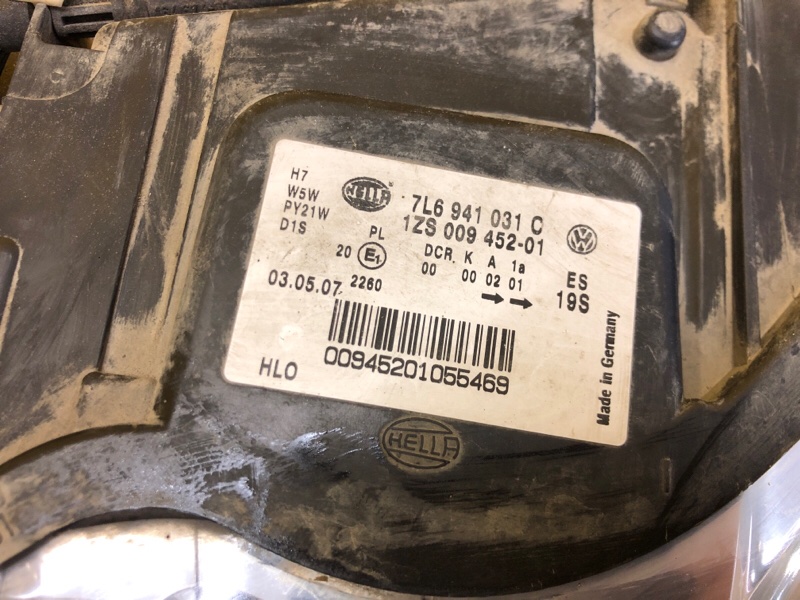 H7
W5W
PY21W
D1S
HELLA
7L6 941 031 C
1ZS 009 452-01
PL
20 E1
DCR K A 1a
00 00 02 01
2260
03.05.07
ES
19S
00945201055469
HLO
Made in Germany
HELLA